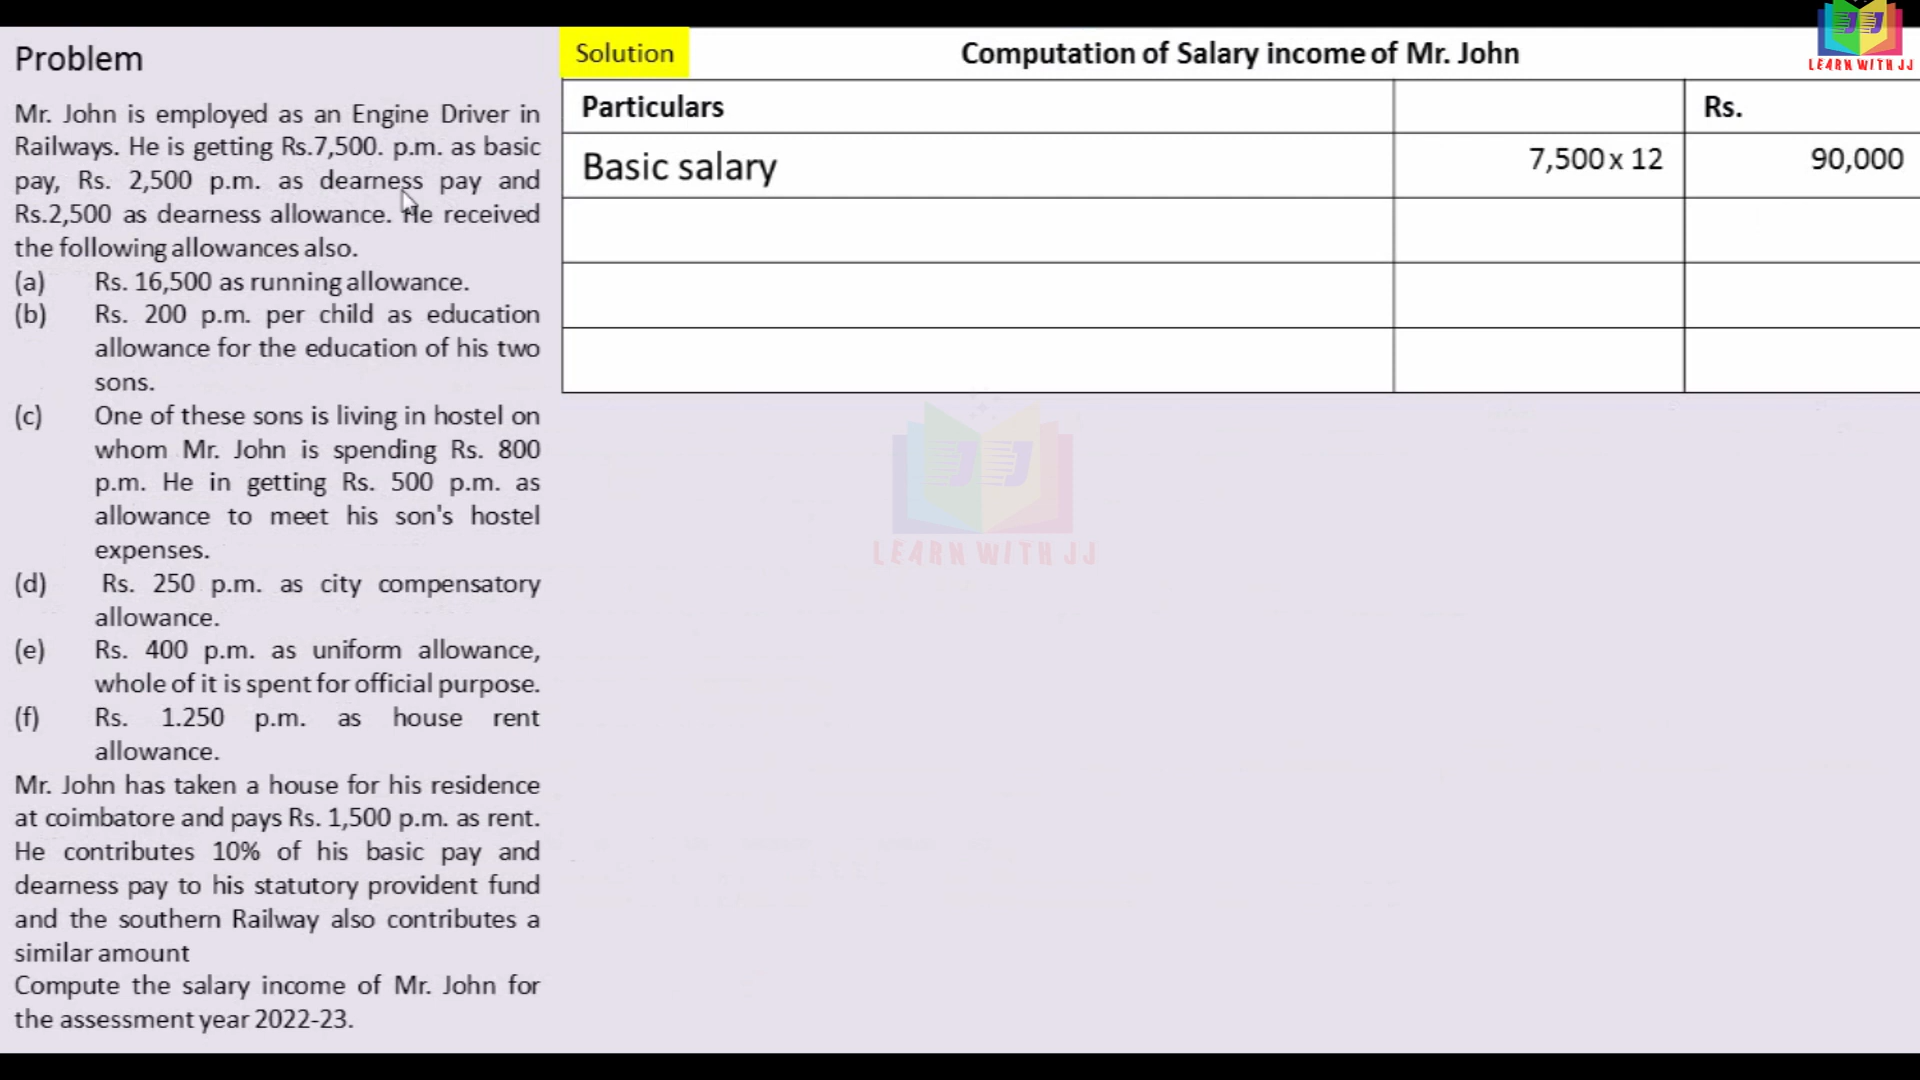 Problem
Mr. John is employed as an Engine Driver in
Railways. He is getting Rs.7,500. p.m. as basic
pay, Rs. 2,500 p.m. as dearness pay and
Rs.2,500 as dearness allowance. He received
the following allowances also.
(a) Rs. 16,500 as running allowance.
(b) Rs. 200 p.m. per child as education
allowance for the education of his two
sons.
(c) One of these sons is living in hostel on
whom Mr. John is spending Rs. 800
p.m. He in getting Rs. 500 p.m. as
allowance to meet his son's hostel
expenses.
(d) Rs. 250 p.m. as city compensatory
allowance.
(e) Rs. 400 p.m. as uniform allowance,
whole of it is spent for official purpose.
(f) Rs. 1.250 p.m. as house rent
allowance.
Mr. John has taken a house for his residence
at coimbatore and pays Rs. 1,500 p.m. as rent.
He contributes 10% of his basic pay and
dearness pay to his statutory provident fund
and the southern Railway also contributes a
similar amount
Compute the salary income of Mr. John for
the assessment year 2022-23.
Solution
Computation of Salary income of Mr. John
Particulars Rs.
Basic salary 7,500 x 12 90,000
JJ
LEARN WITH JJ
JJ
LEARN WITH JJ